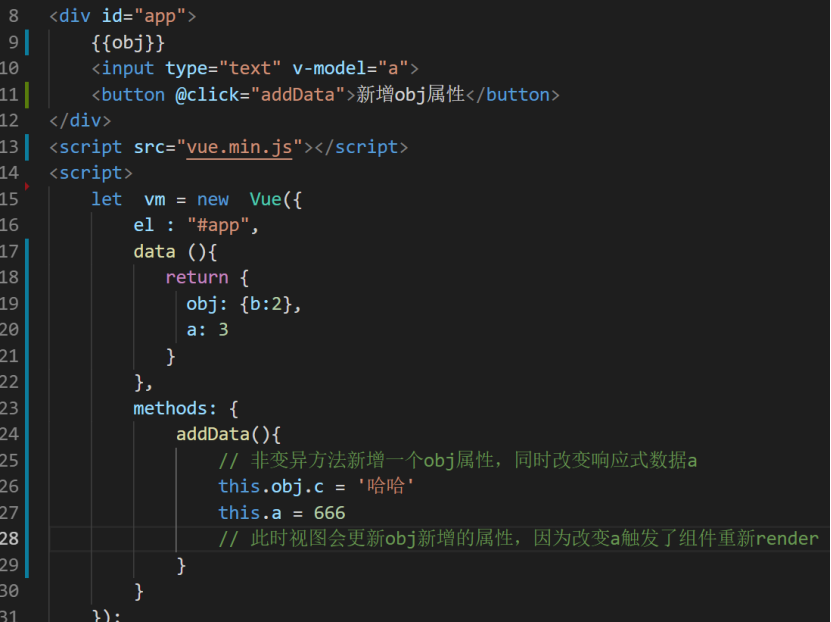 8 <div id="app">
9 {{obj}}
10 <input type="text" v-model="a">
11 <button @click="addData">新增obj属性</button>
12 </div>
13 <script src="vue.min.js"></script>
14 <script>
15 let  vm = new  Vue({
16 el : "#app",
17 data (){
18 return {
19 obj: {b:2},
20 a: 3
21 }
22 },
23 methods: {
24 addData(){
25 // 非变异方法新增一个obj属性，同时改变响应式数据a
26 this.obj.c = '哈哈'
27 this.a = 666
28 // 此时视图会更新obj新增的属性，因为改变a触发了组件重新render
29 }
30 }
31 });